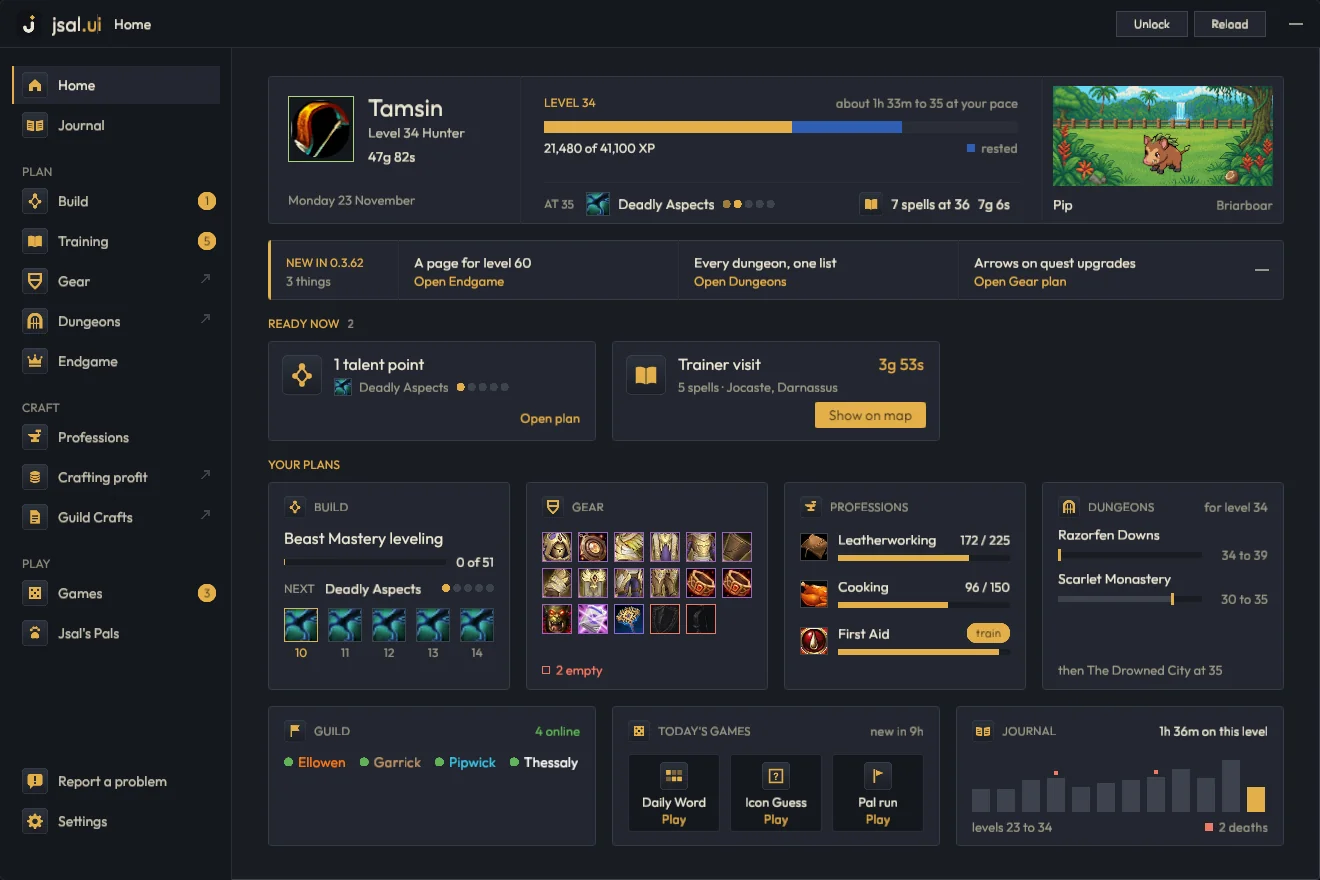 jsal.ui Home
Unlock
Reload
Home
Journal
PLAN
Build 1
Training 5
Gear
Dungeons
Endgame
CRAFT
Professions
Crafting profit
Guild Crafts
PLAY
Games 3
Jsal's Pals
Report a problem
Settings
Tamsin
Level 34 Hunter
47g 82s
Monday 23 November
LEVEL 34
about 1h 33m to 35 at your pace
21,480 of 41,100 XP
rested
AT 35 Deadly Aspects
7 spells at 36 7g 6s
Pip
Briarboar
NEW IN 0.3.62
3 things
A page for level 60
Open Endgame
Every dungeon, one list
Open Dungeons
Arrows on quest upgrades
Open Gear plan
READY NOW 2
1 talent point
Deadly Aspects
Open plan
Trainer visit 3g 53s
5 spells · Jocaste, Darnassus
Show on map
YOUR PLANS
BUILD
Beast Mastery leveling
0 of 51
NEXT Deadly Aspects
10 11 12 13 14
GEAR
2 empty
PROFESSIONS
Leatherworking 172 / 225
Cooking 96 / 150
First Aid train
DUNGEONS for level 34
Razorfen Downs
34 to 39
Scarlet Monastery
30 to 35
then The Drowned City at 35
GUILD 4 online
Ellowen Garrick Pipwick Thessaly
TODAY'S GAMES new in 9h
Daily Word
Play
Icon Guess
Play
Pal run
Play
JOURNAL 1h 36m on this level
levels 23 to 34
2 deaths